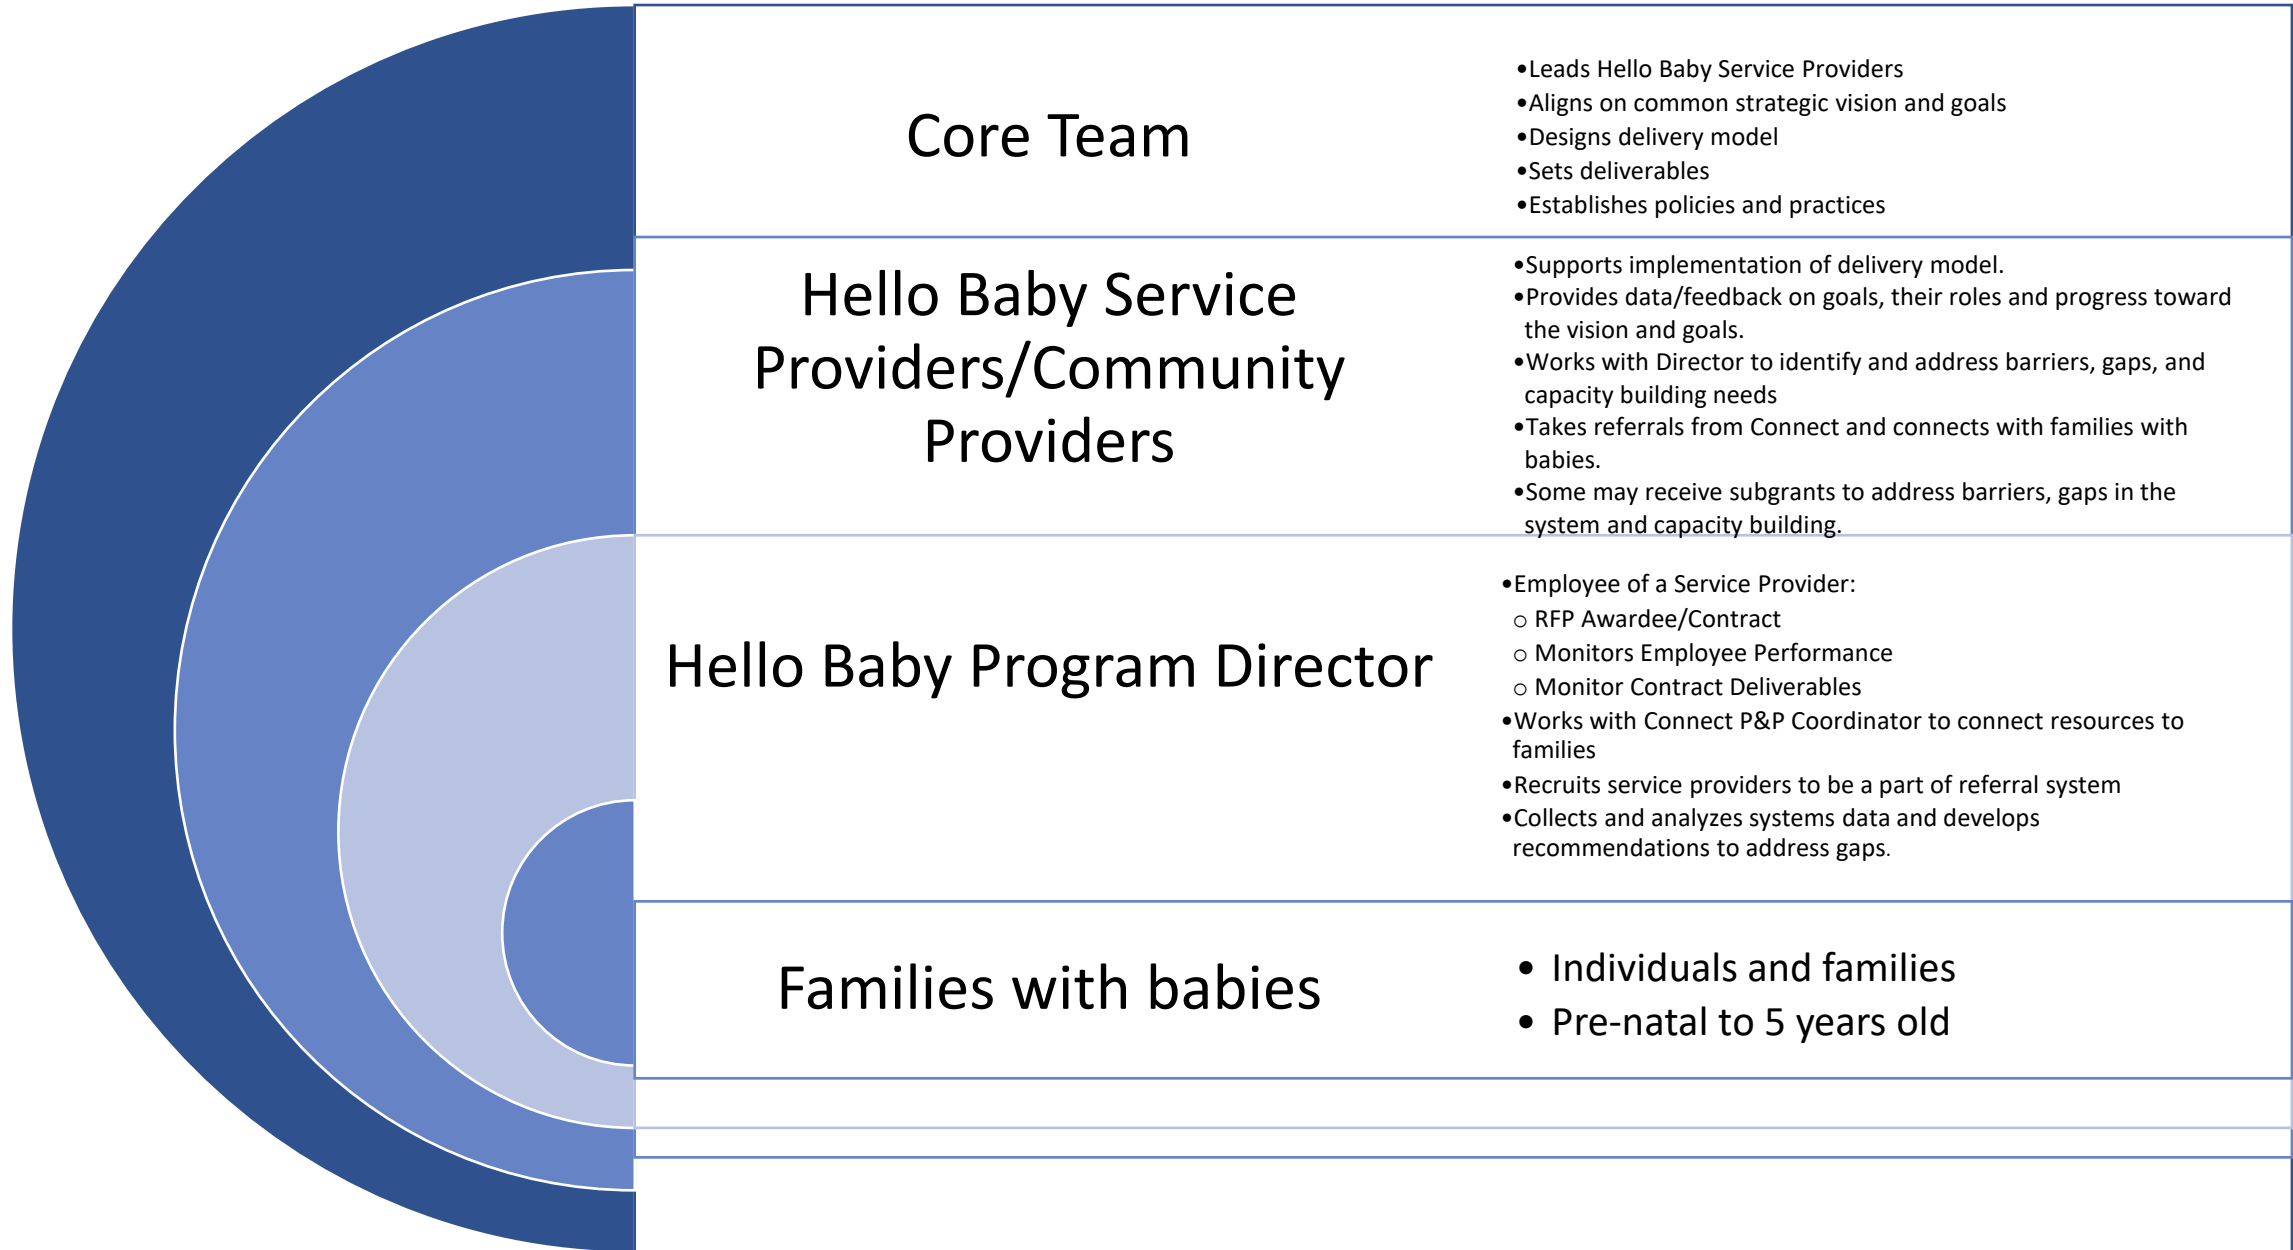 Core Team
•Leads Hello Baby Service Providers
•Aligns on common strategic vision and goals
•Designs delivery model
•Sets deliverables
•Establishes policies and practices
Hello Baby Service
Providers/Community
Providers
•Supports implementation of delivery model.
•Provides data/feedback on goals, their roles and progress toward
the vision and goals.
•Works with Director to identify and address barriers, gaps, and
capacity building needs
•Takes referrals from Connect and connects with families with
babies.
•Some may receive subgrants to address barriers, gaps in the
system and capacity building.
Hello Baby Program Director
•Employee of a Service Provider:
o RFP Awardee/Contract
o Monitors Employee Performance
o Monitor Contract Deliverables
•Works with Connect P&P Coordinator to connect resources to
families
•Recruits service providers to be a part of referral system
•Collects and analyzes systems data and develops
recommendations to address gaps.
Families with babies
• Individuals and families
• Pre-natal to 5 years old